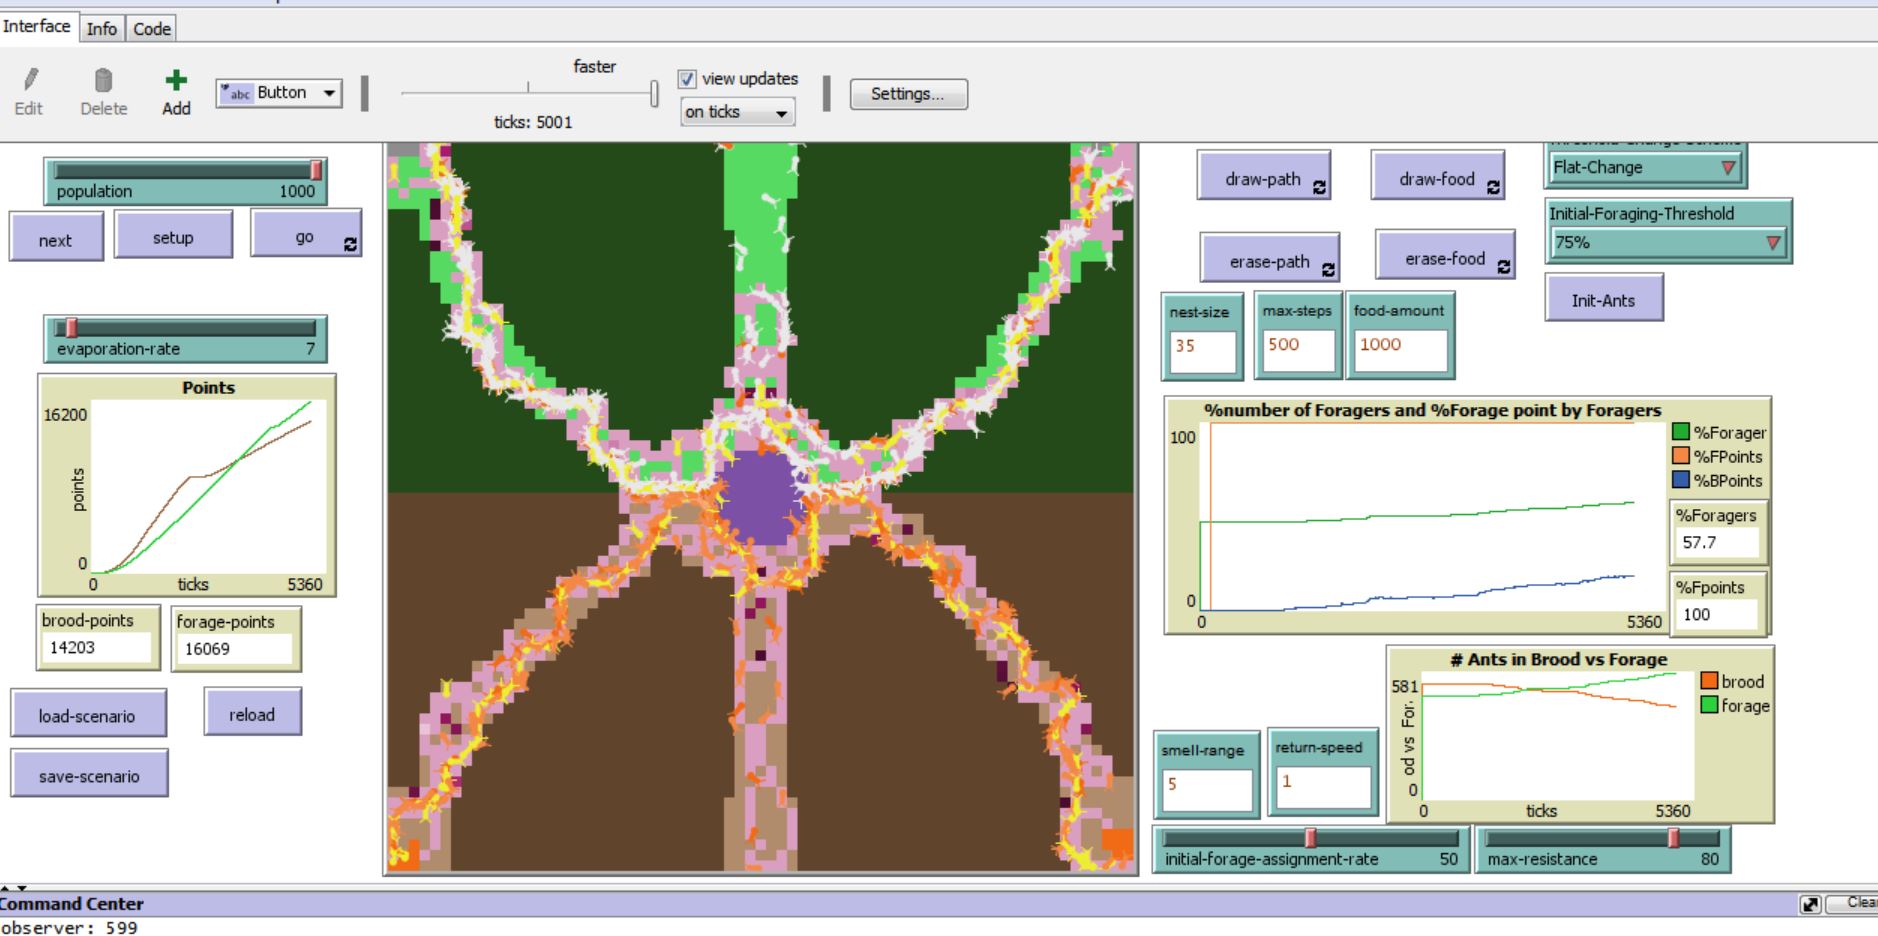 Interface Info Code
faster
view updates
abc Button
Settings...
on ticks
Edit Delete Add
ticks: 5001
population 1000
next setup go
evaporation-rate 7
Points
16200
points
0
0 ticks 5360
brood-points
14203
forage-points
16069
load-scenario reload
save-scenario
draw-path draw-food
Flat-Change
Initial-Foraging-Threshold
75%
erase-path erase-food
Init-Ants
nest-size
35
max-steps
500
food-amount
1000
%number of Foragers and %Forage point by Foragers
100
%Forager
%FPoints
%BPoints
0
0 5360
%Foragers
57.7
%Fpoints
100
# Ants in Brood vs Forage
581
od vs For.
0
0 ticks 5360
brood
forage
smell-range
5
return-speed
1
initial-forage-assignment-rate 50
max-resistance 80
Command Center
Clea
observer: 599